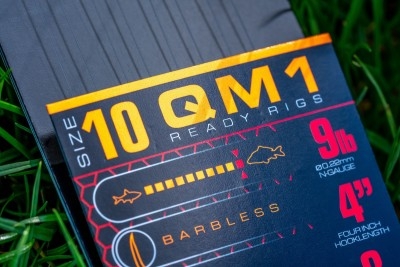 SIZE 10 QM1
READY RIGS
9lb
Ø0.22mm
N-GAUGE
BARBLESS
4"
FOUR INCH
HOOKLENGTH